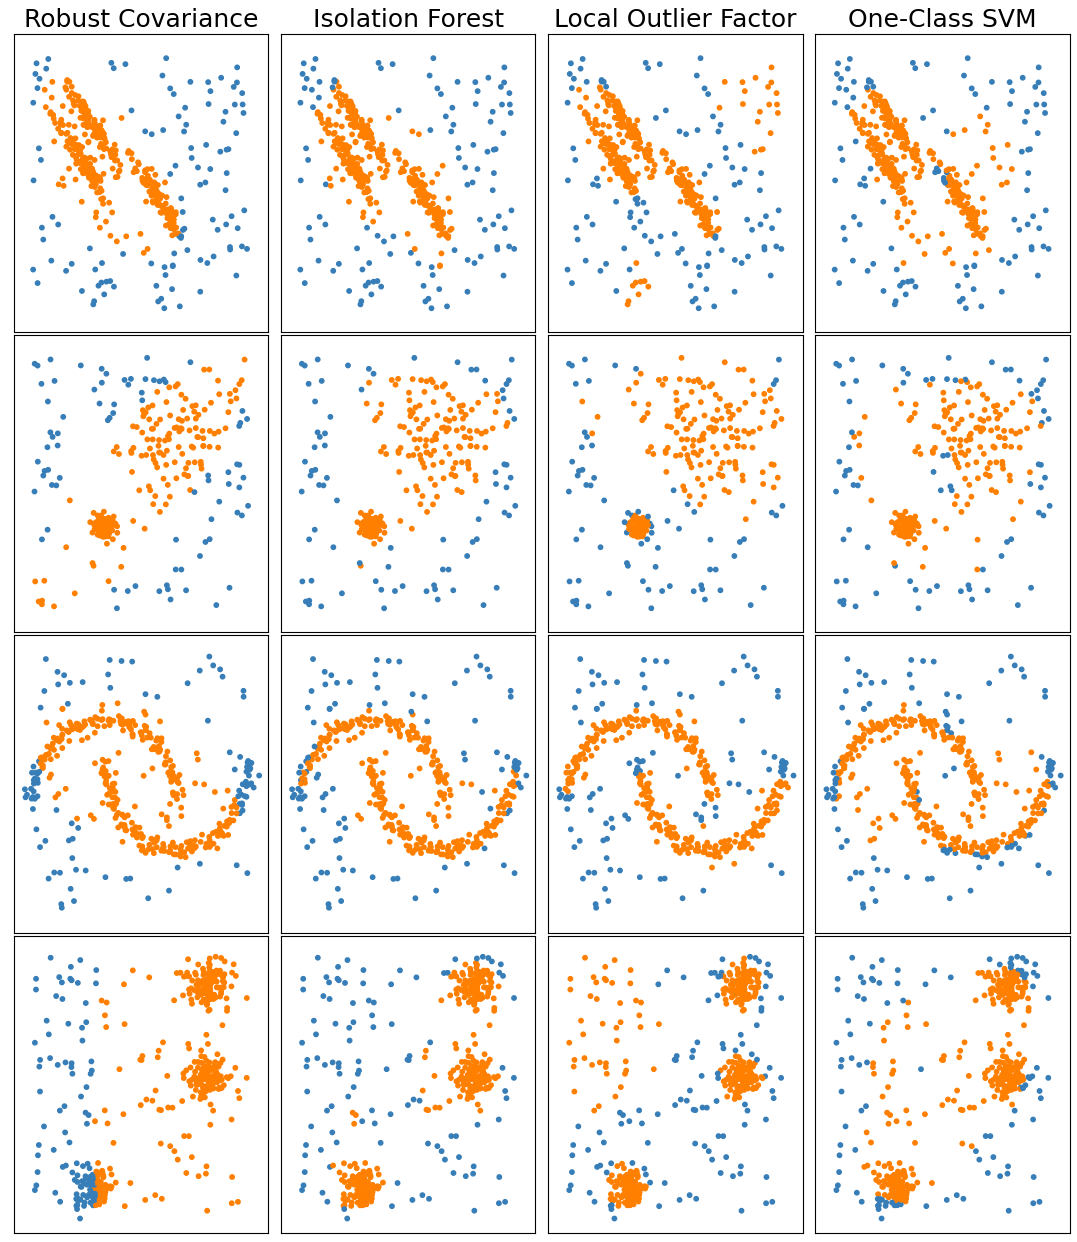 Robust Covariance
Isolation Forest
Local Outlier Factor
One-Class SVM